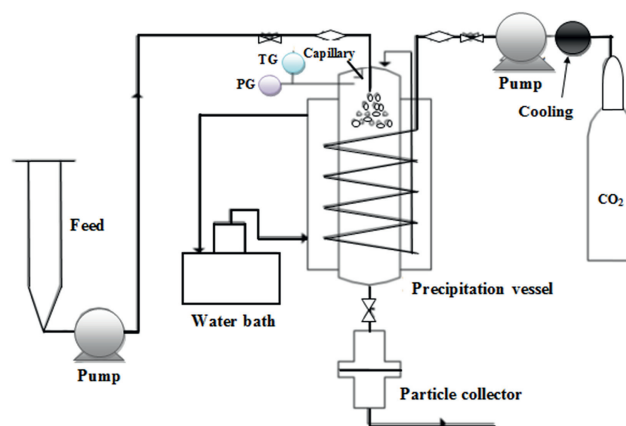 TG
Capillary
PG
Pump
Cooling
CO₂
Feed
Precipitation vessel
Water bath
Pump
Particle collector